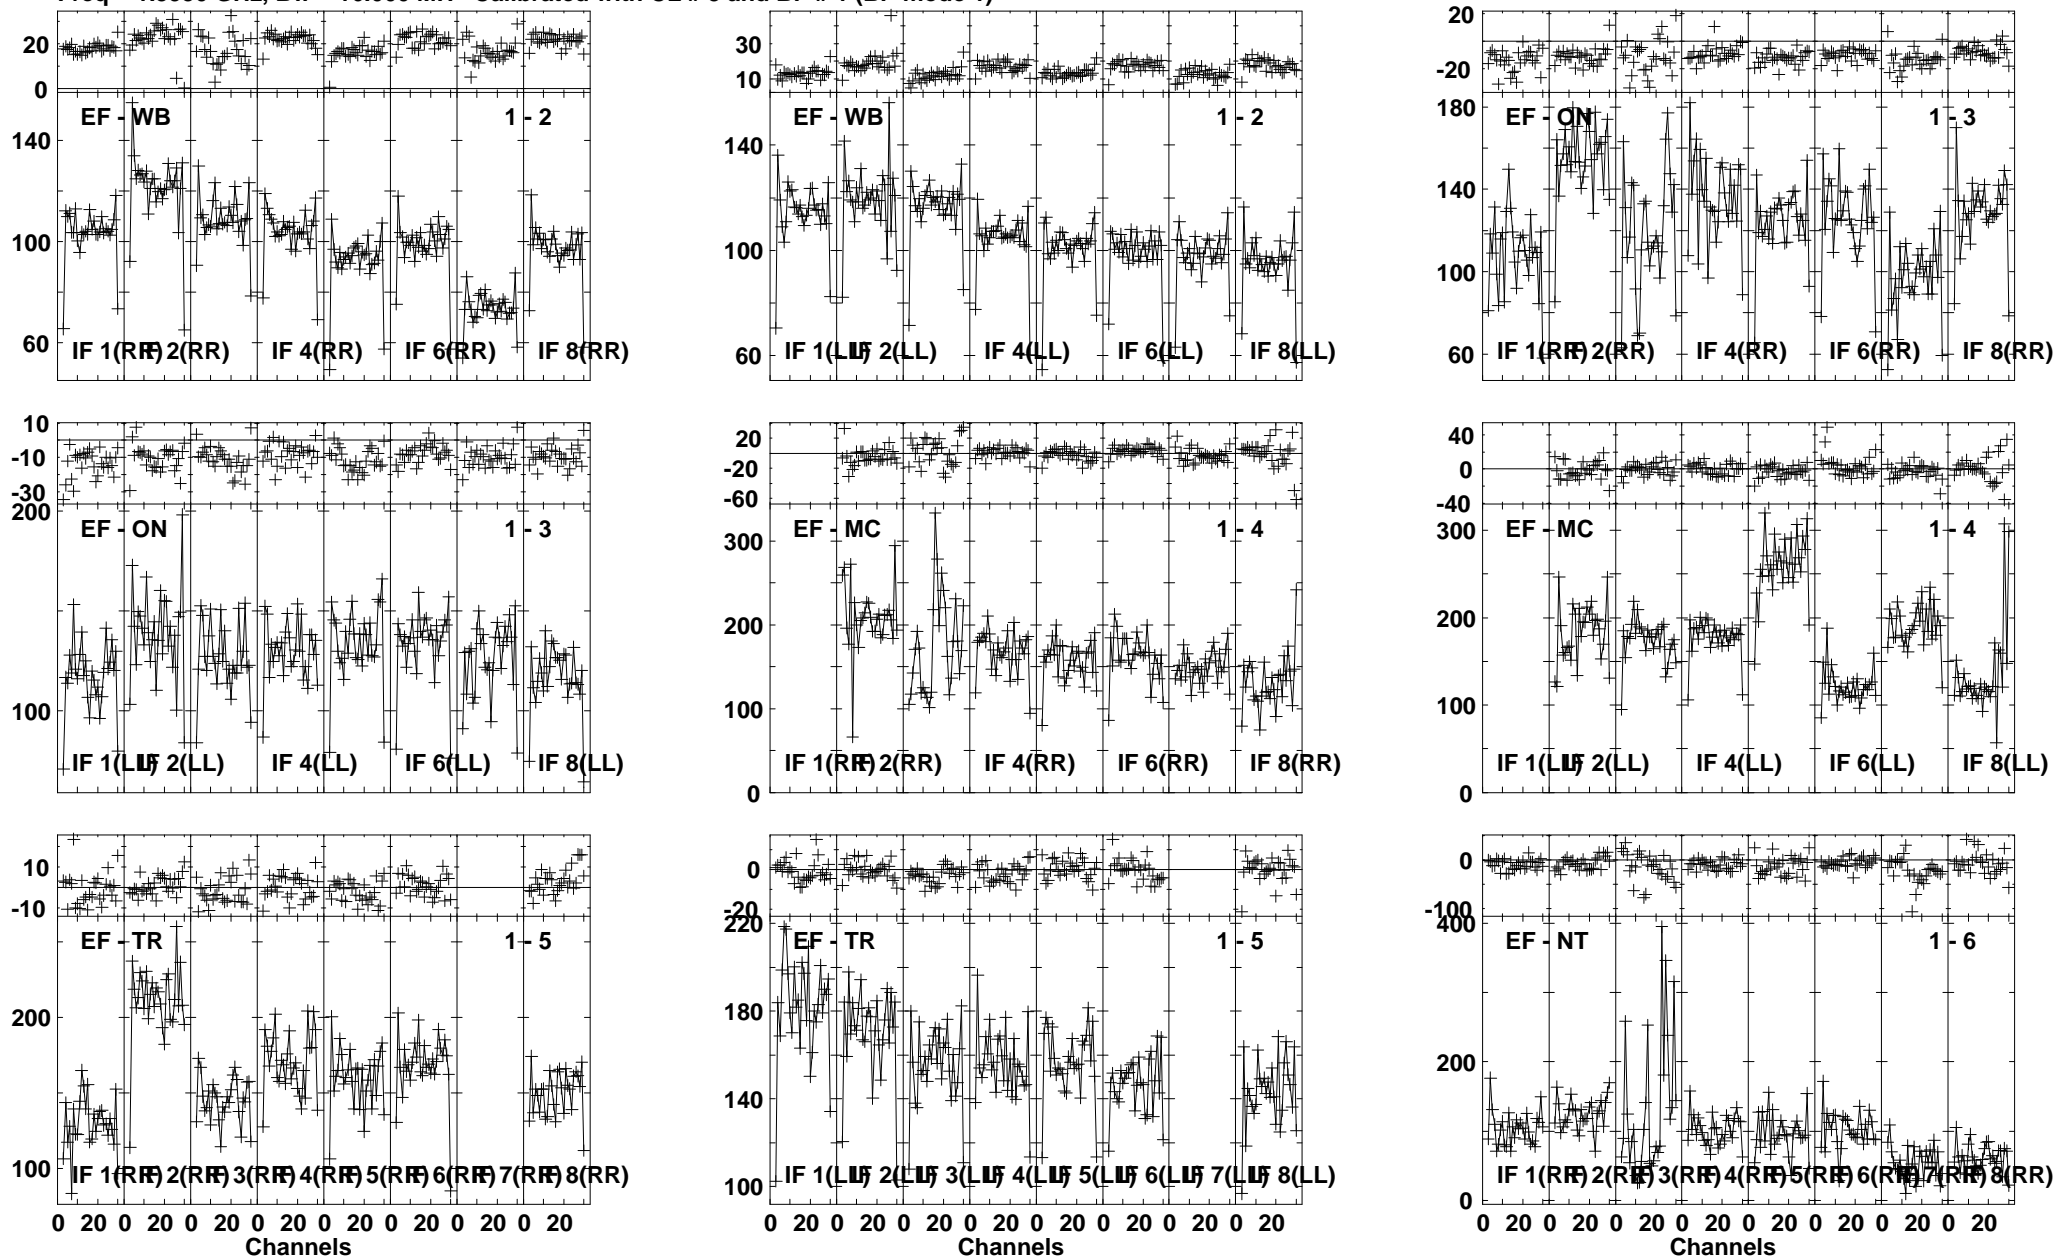 20
0
EF - WB 1 - 2
140
100
60
IF 1(RR) IF 2(RR) IF 4(RR) IF 6(RR) IF 8(RR)
30
10
EF - WB 1 - 2
140
100
60
IF 1(LL) IF 2(LL) IF 4(LL) IF 6(LL) IF 8(LL)
20
-20
180
EF - ON 1 - 3
140
100
60
IF 1(RR) IF 2(RR) IF 4(RR) IF 6(RR) IF 8(RR)
10
-10
-30
200
EF - ON 1 - 3
100
IF 1(LL) IF 2(LL) IF 4(LL) IF 6(LL) IF 8(LL)
20
-20
-60
EF - MC 1 - 4
300
200
100
0
IF 1(RR) IF 2(RR) IF 4(RR) IF 6(RR) IF 8(RR)
40
0
-40
EF - MC 1 - 4
300
200
100
0
IF 1(LL) IF 2(LL) IF 4(LL) IF 6(LL) IF 8(LL)
10
-10
EF - TR 1 - 5
200
100
IF 1(RR) IF 2(RR) IF 3(RR) IF 4(RR) IF 5(RR) IF 6(RR) IF 7(RR) IF 8(RR)
0 20 0 20 0 20 0 20 0 20 0 20 0 20 0 20
Channels
0
-20
220
EF - TR 1 - 5
180
140
100
IF 1(LL) IF 2(LL) IF 3(LL) IF 4(LL) IF 5(LL) IF 6(LL) IF 7(LL) IF 8(LL)
0 20 0 20 0 20 0 20 0 20 0 20 0 20 0 20
Channels
0
-100
400
EF - NT 1 - 6
200
0
IF 1(RR) IF 2(RR) IF 3(RR) IF 4(RR) IF 5(RR) IF 6(RR) IF 7(RR) IF 8(RR)
0 20 0 20 0 20 0 20 0 20 0 20 0 20 0 20
Channels